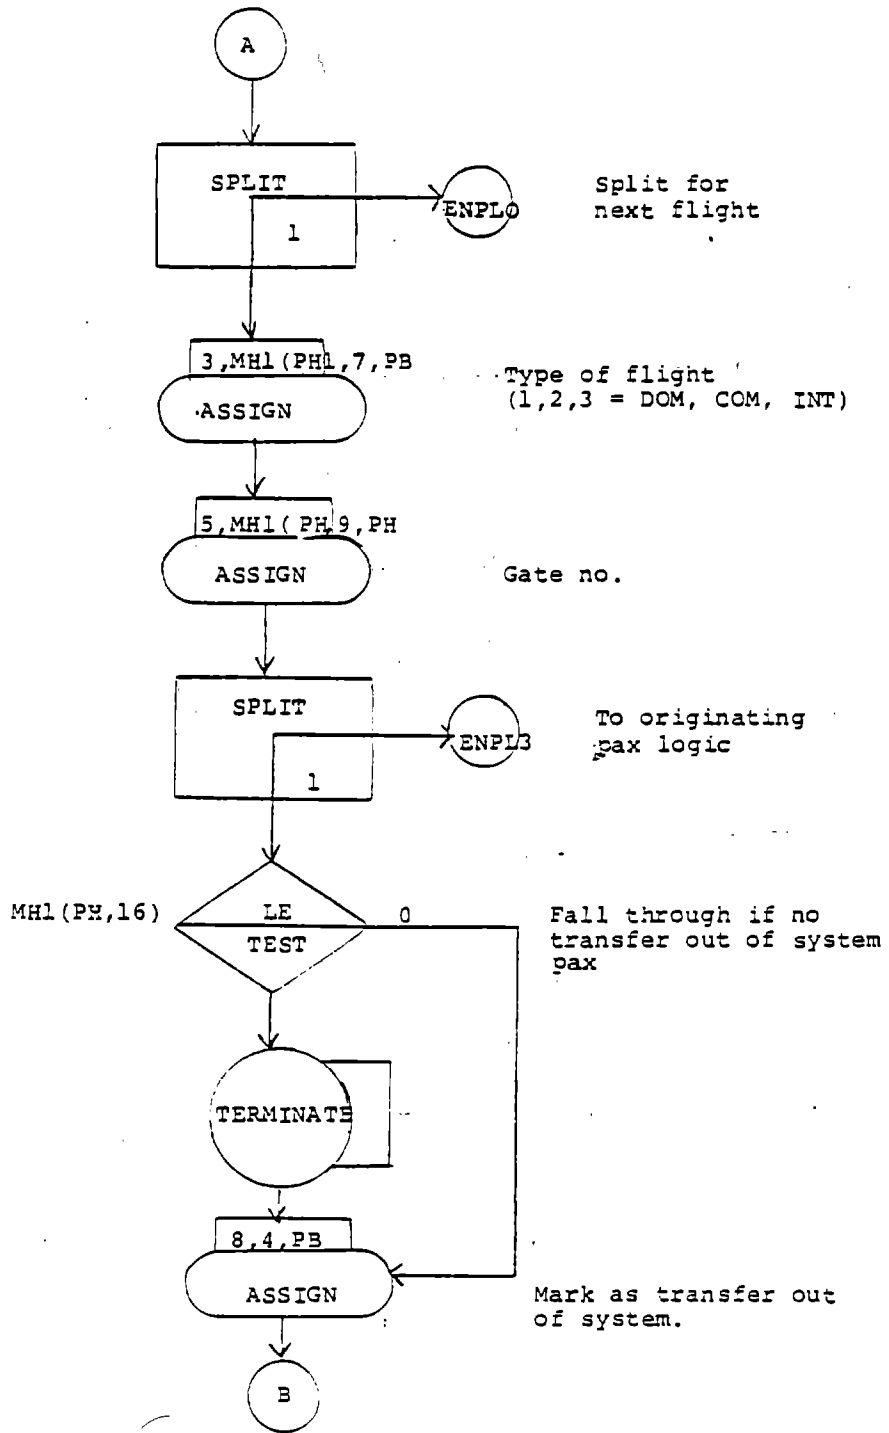 A
SPLIT
1
ENPL0
Split for
next flight
3,MH1(PH1,7,PB
ASSIGN
Type of flight
(1,2,3 = DOM, COM, INT)
5,MH1(PH,9,PH
ASSIGN
Gate no.
SPLIT
1
ENPL3
To originating
pax logic
MH1(PH,16)
LE
TEST
0
Fall through if no
transfer out of system
pax
TERMINATE
8,4,PB
ASSIGN
Mark as transfer out
of system.
B